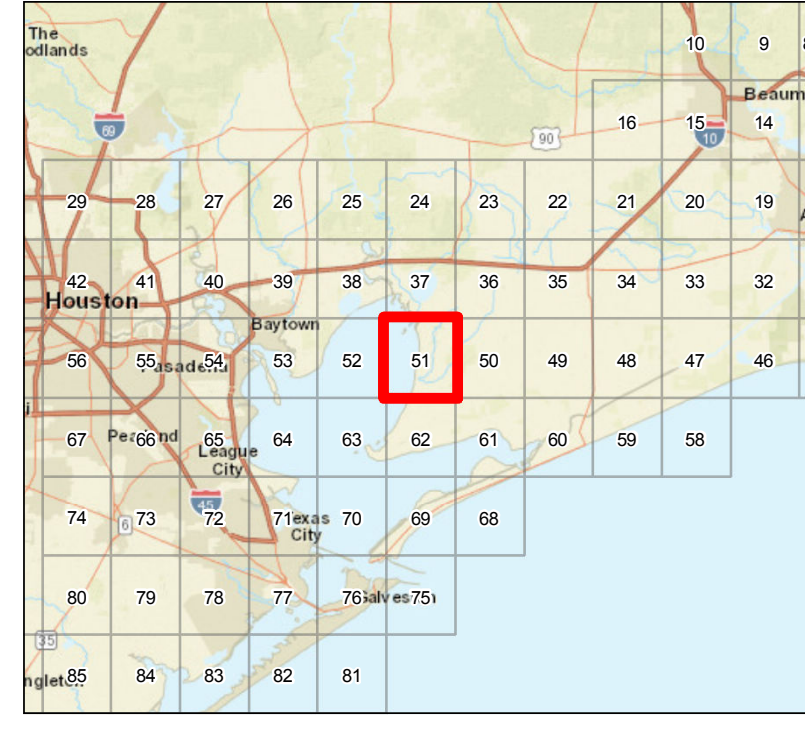 The
odlands
10 9 8
Beaum
69
90
16 15 14
10
29 28 27 26 25 24 23 22 21 20 19
A
42 41 40 39 38 37 36 35 34 33 32
Houston
Baytown
56 55 54 53 52 51 50 49 48 47 46
Pasadena
67 66 65 64 63 62 61 60 59 58
Pearland
League
City
45
74 73 72 71 70 69 68
6
Texas
City
80 79 78 77 76 75
Galveston
35
85 84 83 82 81
ngleton